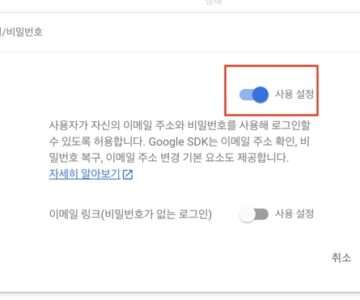 /비밀번호
사용 설정
사용자가 자신의 이메일 주소와 비밀번호를 사용해 로그인할
수 있도록 허용합니다. Google SDK는 이메일 주소 확인, 비
밀번호 복구, 이메일 주소 변경 기본 요소도 제공합니다.
자세히 알아보기
이메일 링크(비밀번호가 없는 로그인)
사용 설정
취소